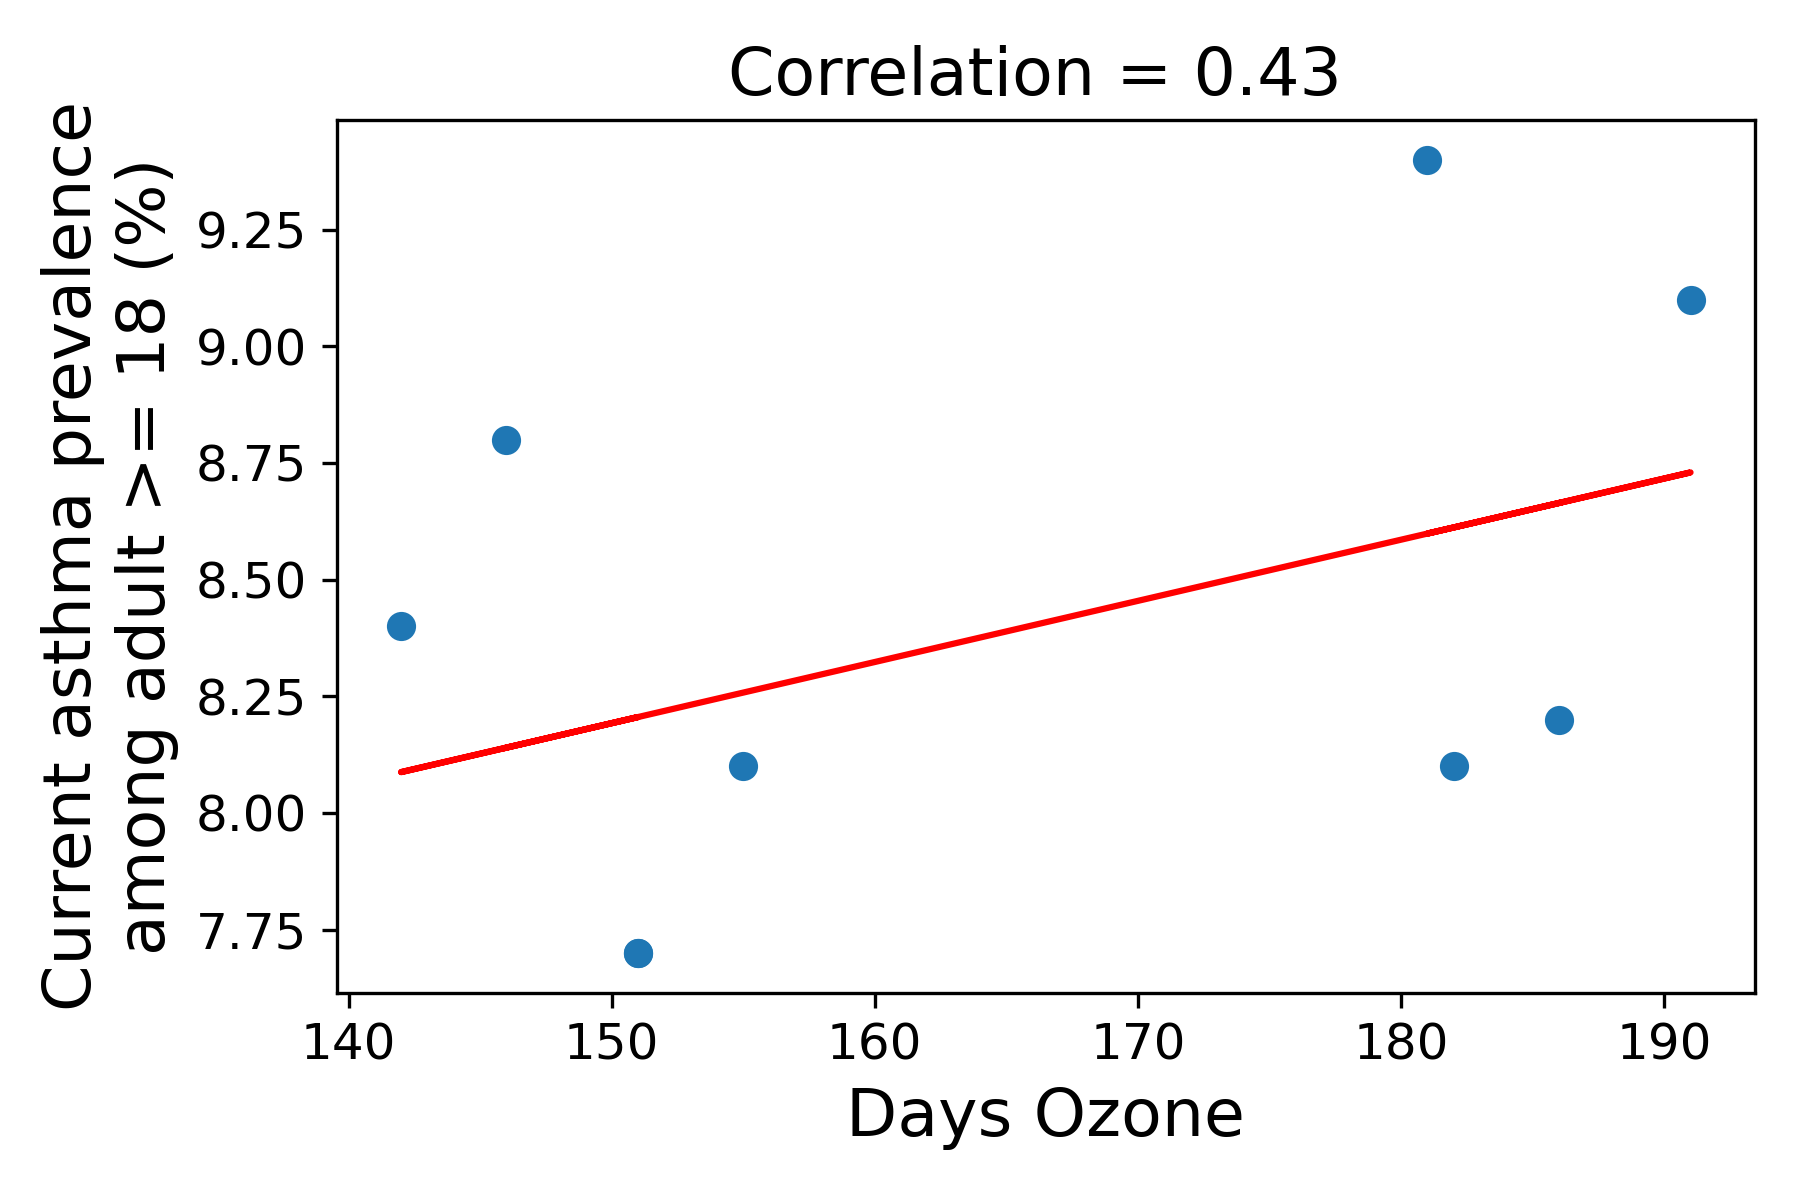 Correlation = 0.43
Current asthma prevalence
among adult >= 18 (%)
9.25
9.00
8.75
8.50
8.25
8.00
7.75
140 150 160 170 180 190
Days Ozone